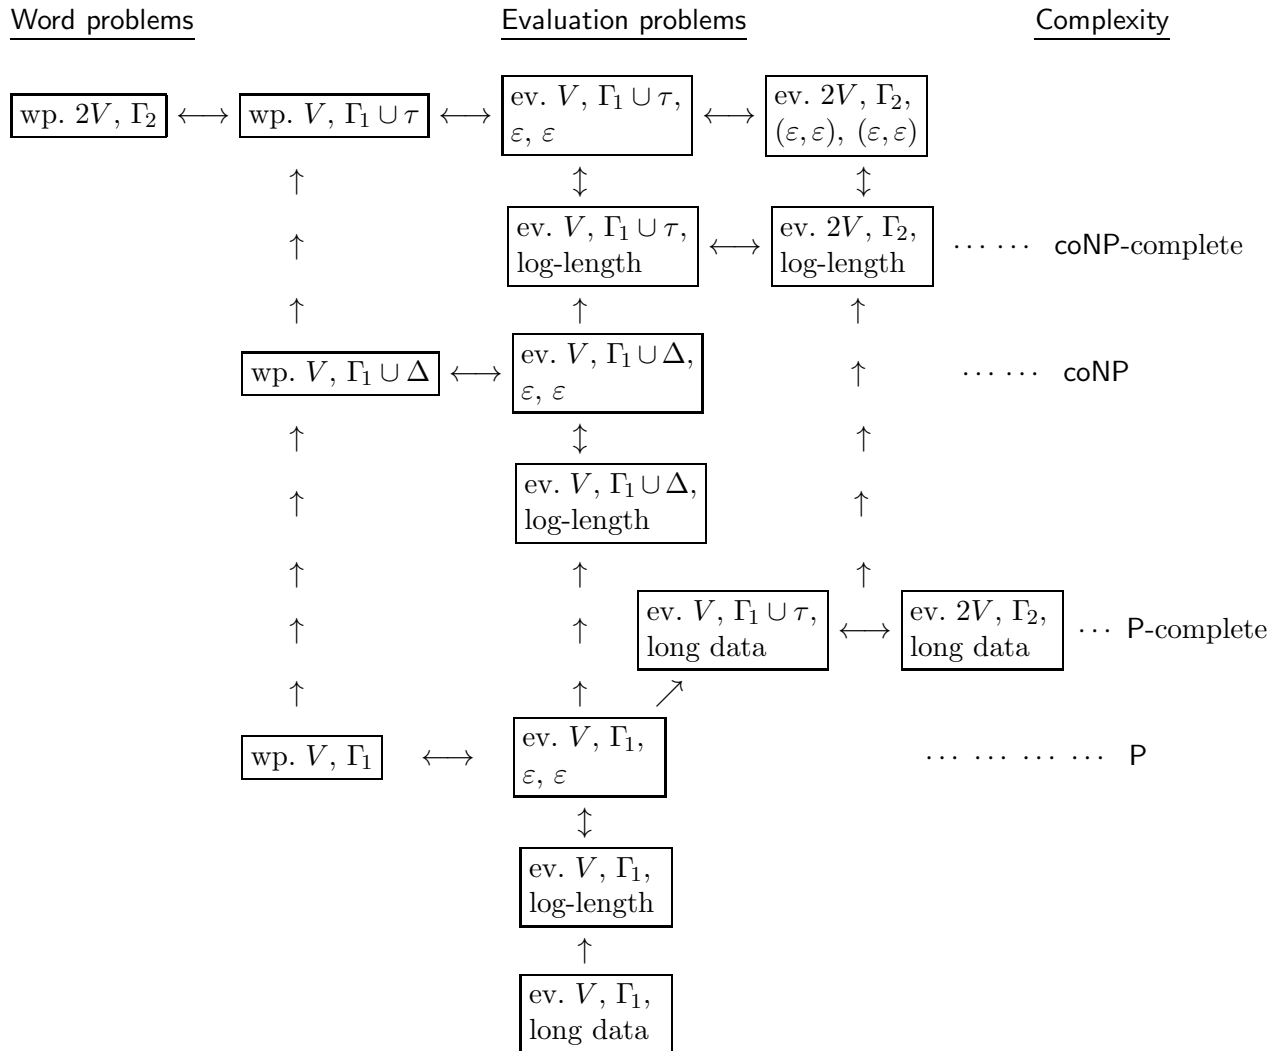 Word problems Evaluation problems Complexity
wp. 2V, Γ₂ ⟷ wp. V, Γ₁ ∪ τ ⟷ ev. V, Γ₁ ∪ τ, ⟷ ev. 2V, Γ₂,
ε, ε (ε, ε), (ε, ε)
↑ ↕ ↕
ev. V, Γ₁ ∪ τ, ⟷ ev. 2V, Γ₂, ··· ··· coNP-complete
↑ log-length log-length
↑ ↑ ↑
wp. V, Γ₁ ∪ Δ ⟷ ev. V, Γ₁ ∪ Δ, ↑ ··· ··· coNP
ε, ε
↑ ↕ ↑
ev. V, Γ₁ ∪ Δ,
↑ log-length ↑
↑ ↑ ↑
ev. V, Γ₁ ∪ τ, ⟷ ev. 2V, Γ₂, ··· P-complete
↑ ↑ long data long data
↑ ↑ ↗
wp. V, Γ₁ ⟷ ev. V, Γ₁, ··· ··· ··· ··· P
ε, ε
↕
ev. V, Γ₁,
log-length
↑
ev. V, Γ₁,
long data